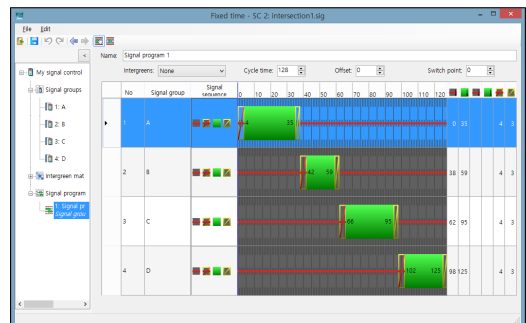 Fixed time - SC 2: Intersection1.sig
File Edit
Name: Signal program 1
My signal control
Signal groups
1: A
2: B
3: C
4: D
Intergreen mat
Signal program
1: Signal pr
Signal grou
Intergreens: None Cycle time: 128 Offset: 0 Switch point: 0
No Signal group Signal sequence 0 10 20 30 40 50 60 70 80 90 100 110 120
1 A 4 35 0 35 4 3
2 B 42 59 38 59 4 3
3 C 66 95 62 95 4 3
4 D 102 125 98 125 4 3